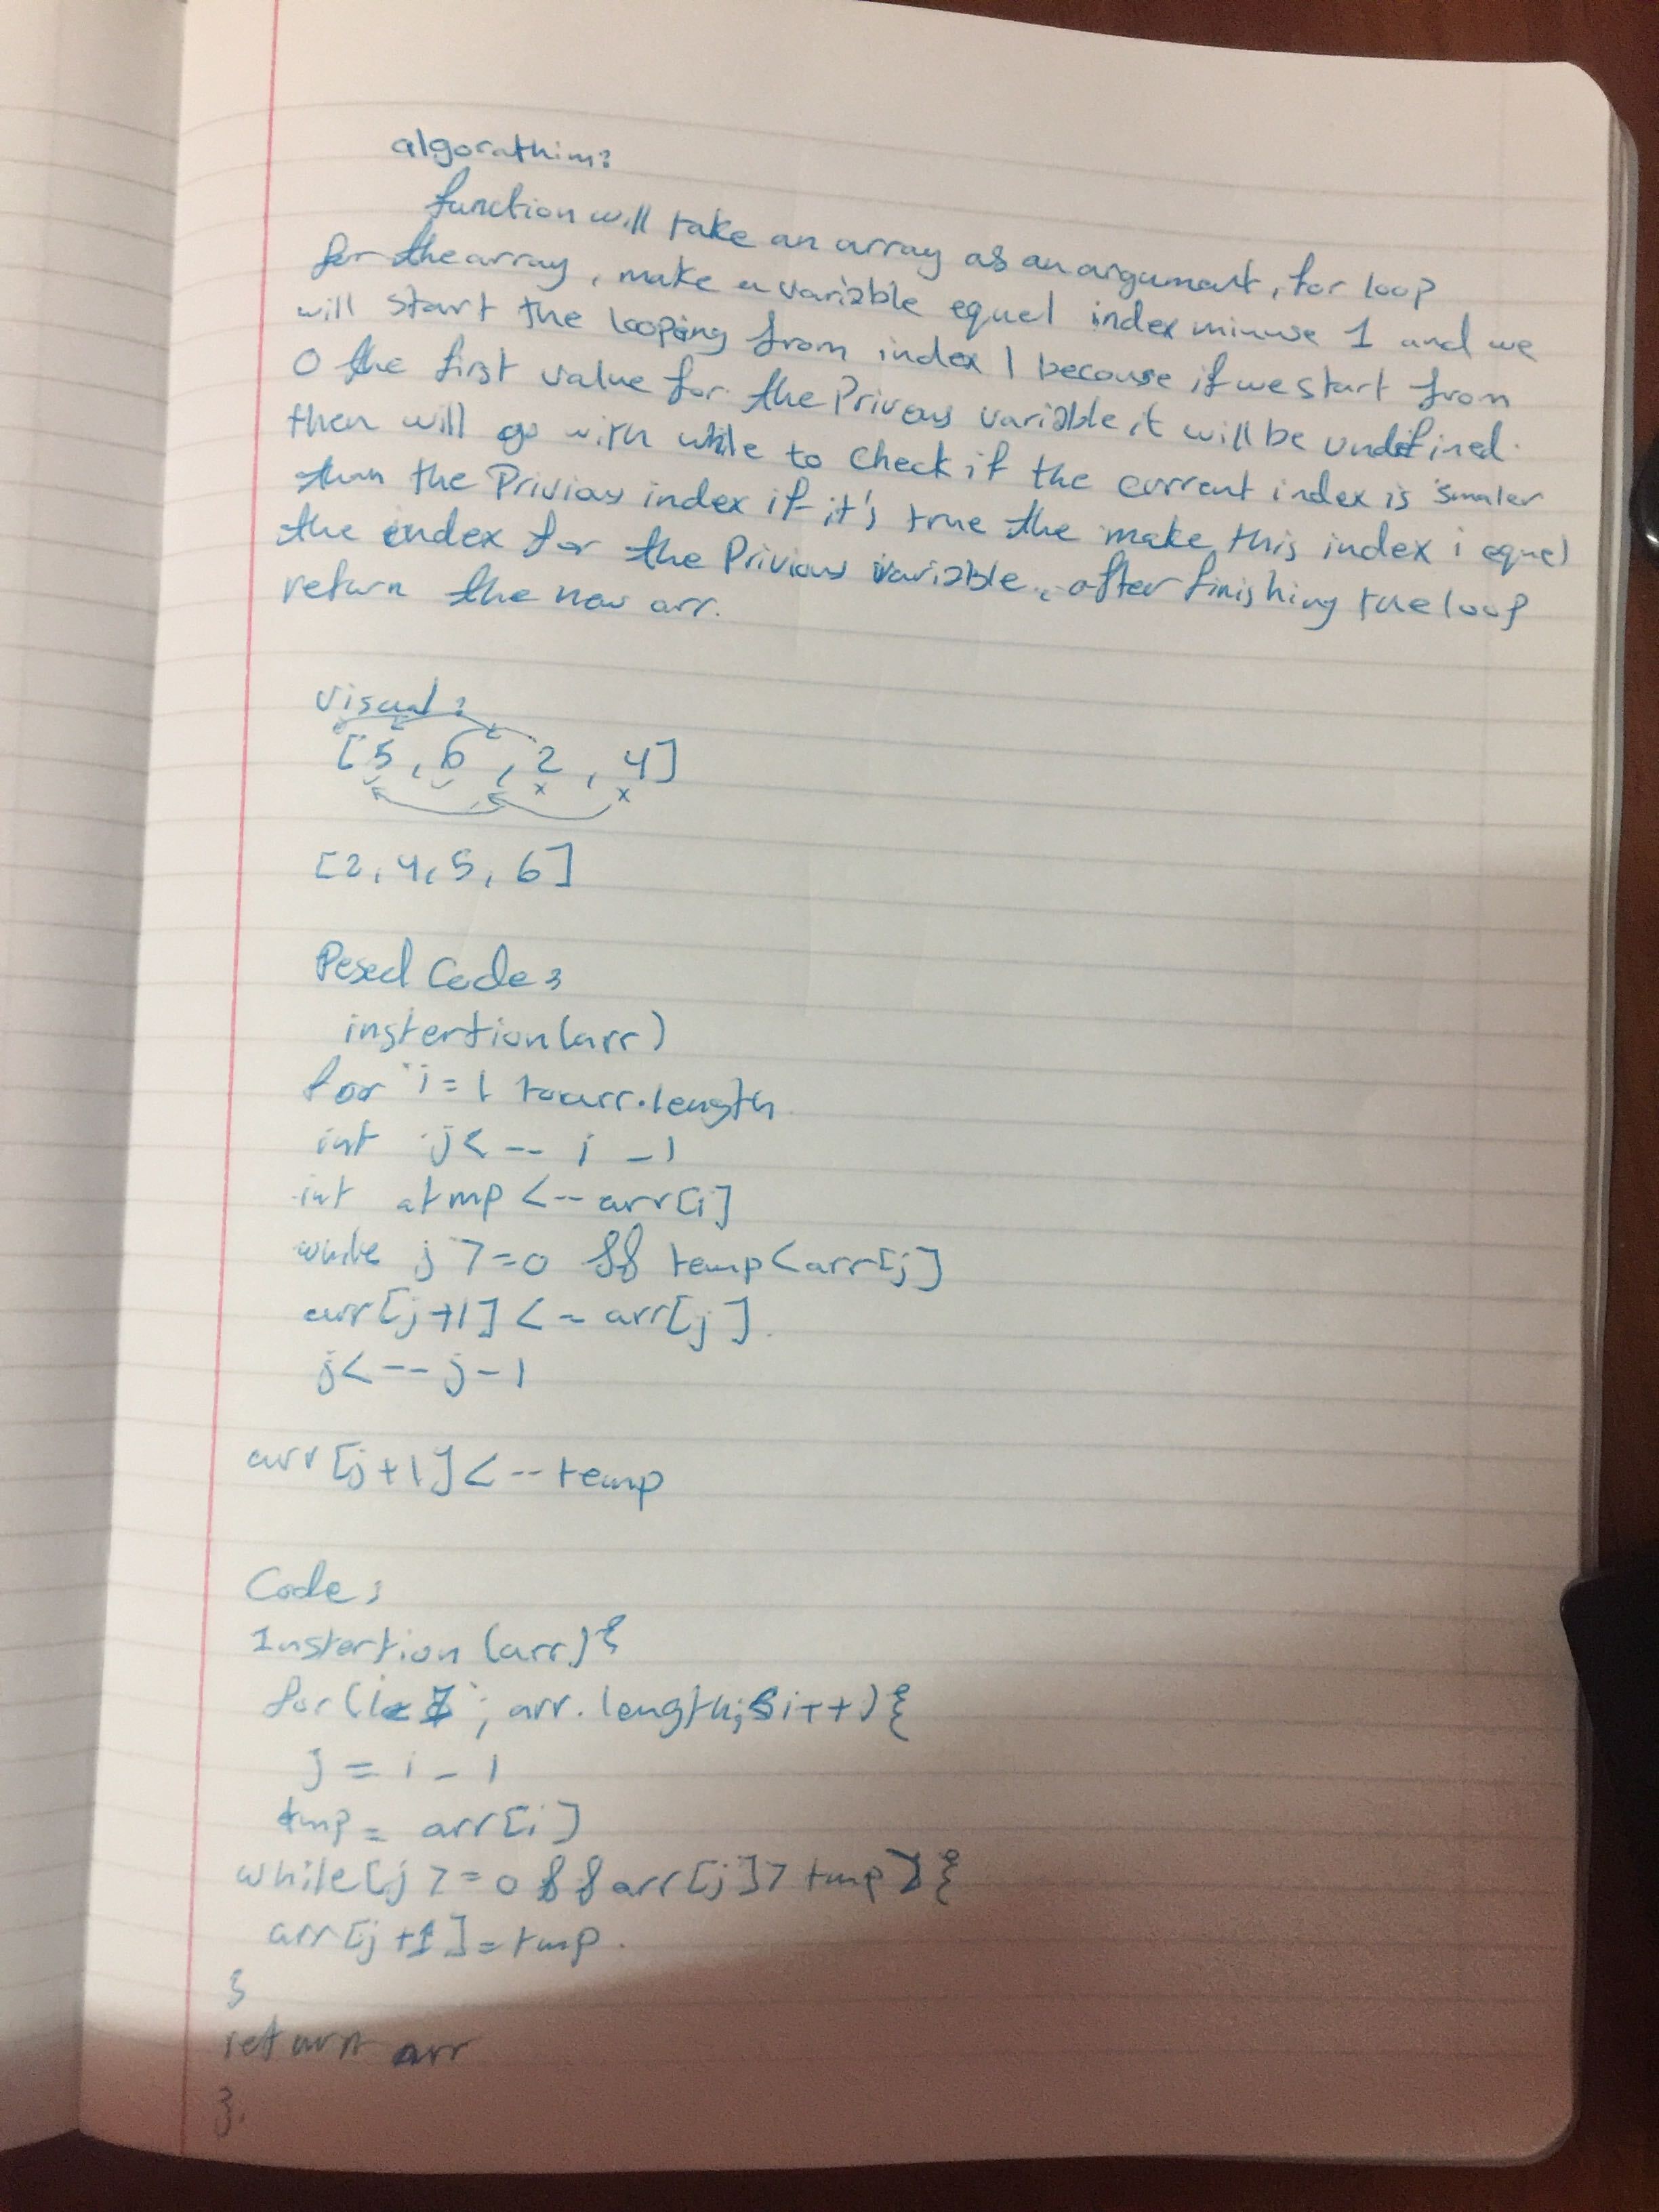 algorathim:
function will take an array as an argument, for loop
for the array, make a variable equel index minuse 1 and we
will start the looping from index 1 becouse if we start from
0 the first value for the Privous variable it will be undifined.
then will go with while to check if the current index is smaler
than the Privious index if it's true the make this index i equel
the index for the Privious variable, after finishing the loop
return the new arr.
Visual:
[5, 6, 2, 4]
[2, 4, 5, 6]
Pesed Code:
instertion(arr)
for i = 1 to arr.length
int j <-- i - 1
int atmp <-- arr[i]
while j >= 0 && temp < arr[j]
arr[j+1] <- arr[j]
j <-- j - 1
arr[j+1] <-- temp
Code:
Instertion (arr){
for(i= 1; arr.length; i++){
j = i - 1
tmp = arr[i]
while[j >= 0 && arr[j] > tmp]{
arr[j+1] = tmp.
}
return arr
}.